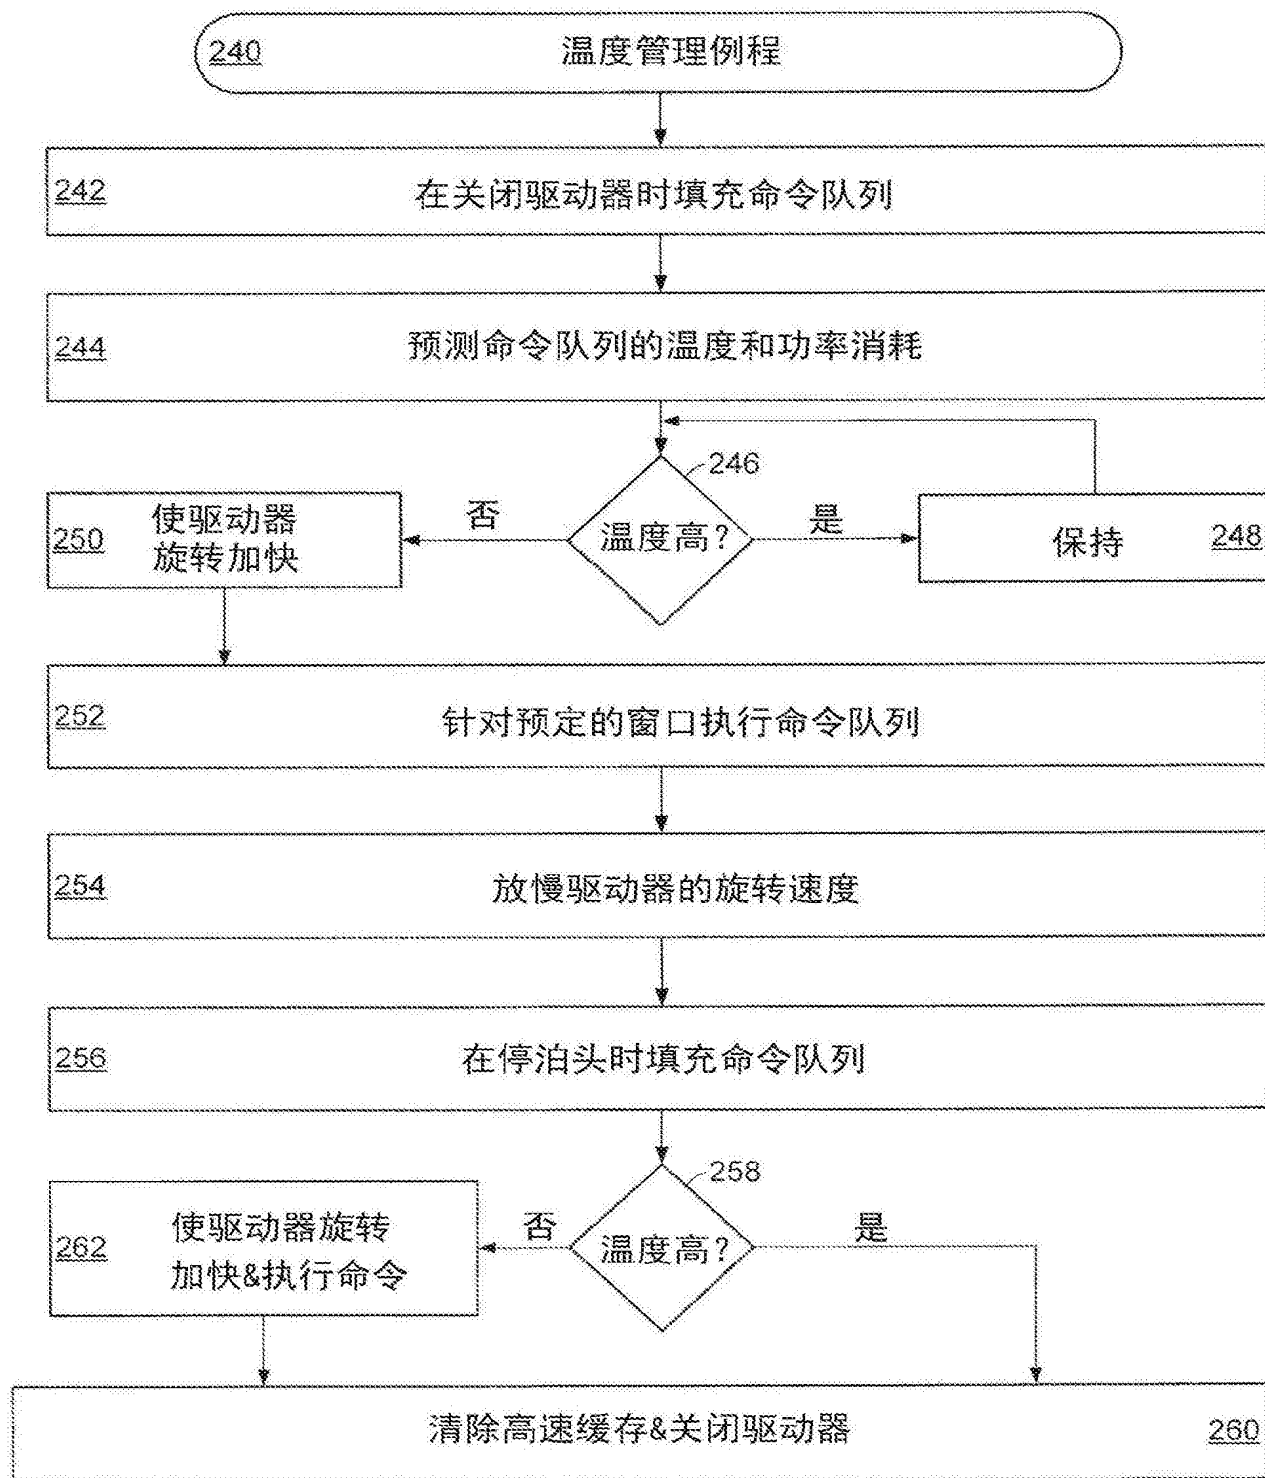 240 温度管理例程
242 在关闭驱动器时填充命令队列
244 预测命令队列的温度和功率消耗
246
温度高?
否
是
250 使驱动器
旋转加快
保持 248
252 针对预定的窗口执行命令队列
254 放慢驱动器的旋转速度
256 在停泊头时填充命令队列
258
温度高?
否
是
262 使驱动器旋转
加快&执行命令
清除高速缓存&关闭驱动器 260